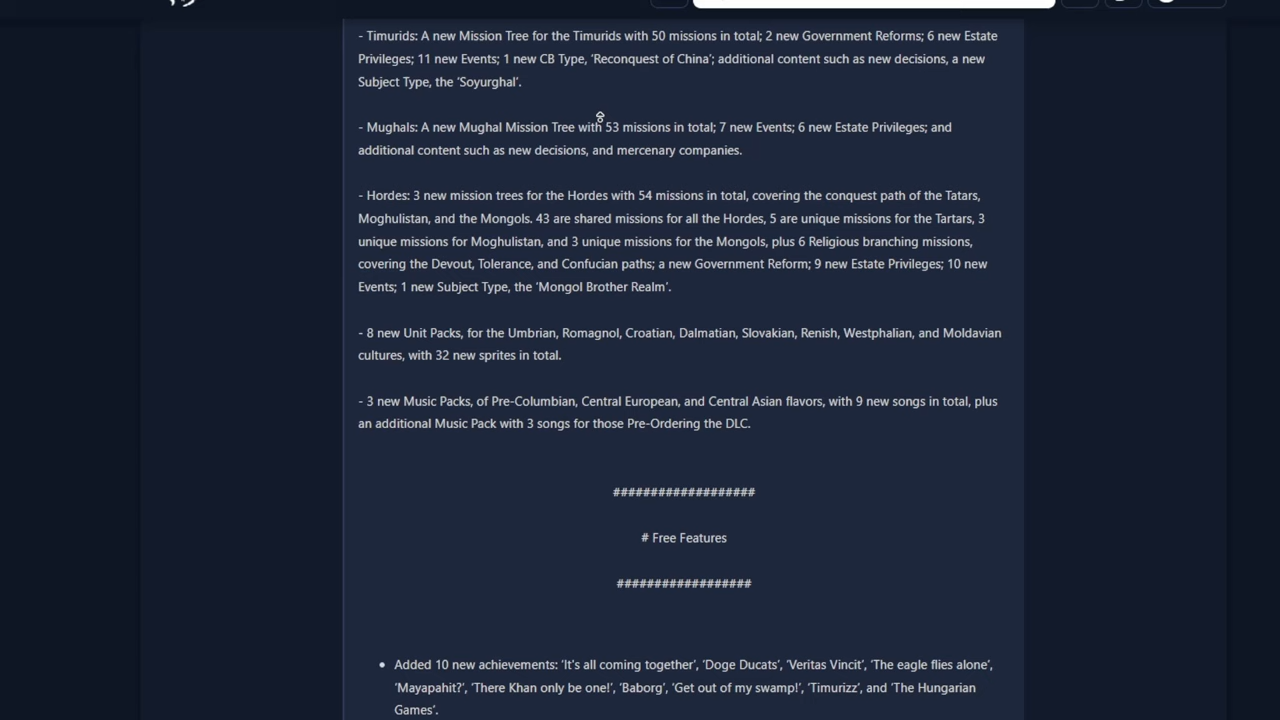 - Timurids: A new Mission Tree for the Timurids with 50 missions in total; 2 new Government Reforms; 6 new Estate
Privileges; 11 new Events; 1 new CB Type, ‘Reconquest of China’; additional content such as new decisions, a new
Subject Type, the ‘Soyurghal’.
- Mughals: A new Mughal Mission Tree with 53 missions in total; 7 new Events; 6 new Estate Privileges; and
additional content such as new decisions, and mercenary companies.
- Hordes: 3 new mission trees for the Hordes with 54 missions in total, covering the conquest path of the Tatars,
Moghulistan, and the Mongols. 43 are shared missions for all the Hordes, 5 are unique missions for the Tartars, 3
unique missions for Moghulistan, and 3 unique missions for the Mongols, plus 6 Religious branching missions,
covering the Devout, Tolerance, and Confucian paths; a new Government Reform; 9 new Estate Privileges; 10 new
Events; 1 new Subject Type, the ‘Mongol Brother Realm’.
- 8 new Unit Packs, for the Umbrian, Romagnol, Croatian, Dalmatian, Slovakian, Renish, Westphalian, and Moldavian
cultures, with 32 new sprites in total.
- 3 new Music Packs, of Pre-Columbian, Central European, and Central Asian flavors, with 9 new songs in total, plus
an additional Music Pack with 3 songs for those Pre-Ordering the DLC.
###################
# Free Features
##################
• Added 10 new achievements: ‘It's all coming together’, ‘Doge Ducats’, ‘Veritas Vincit’, ‘The eagle flies alone’,
‘Mayapahit?’, ‘There Khan only be one!’, ‘Baborg’, ‘Get out of my swamp!’, ‘Timurizz’, and ‘The Hungarian
Games’.